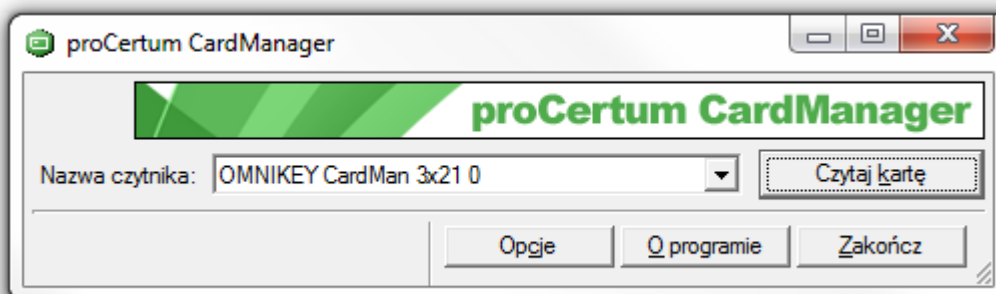 proCertum CardManager
proCertum CardManager
Nazwa czytnika: OMNIKEY CardMan 3x21 0 Czytaj kartę
Opcje O programie Zakończ